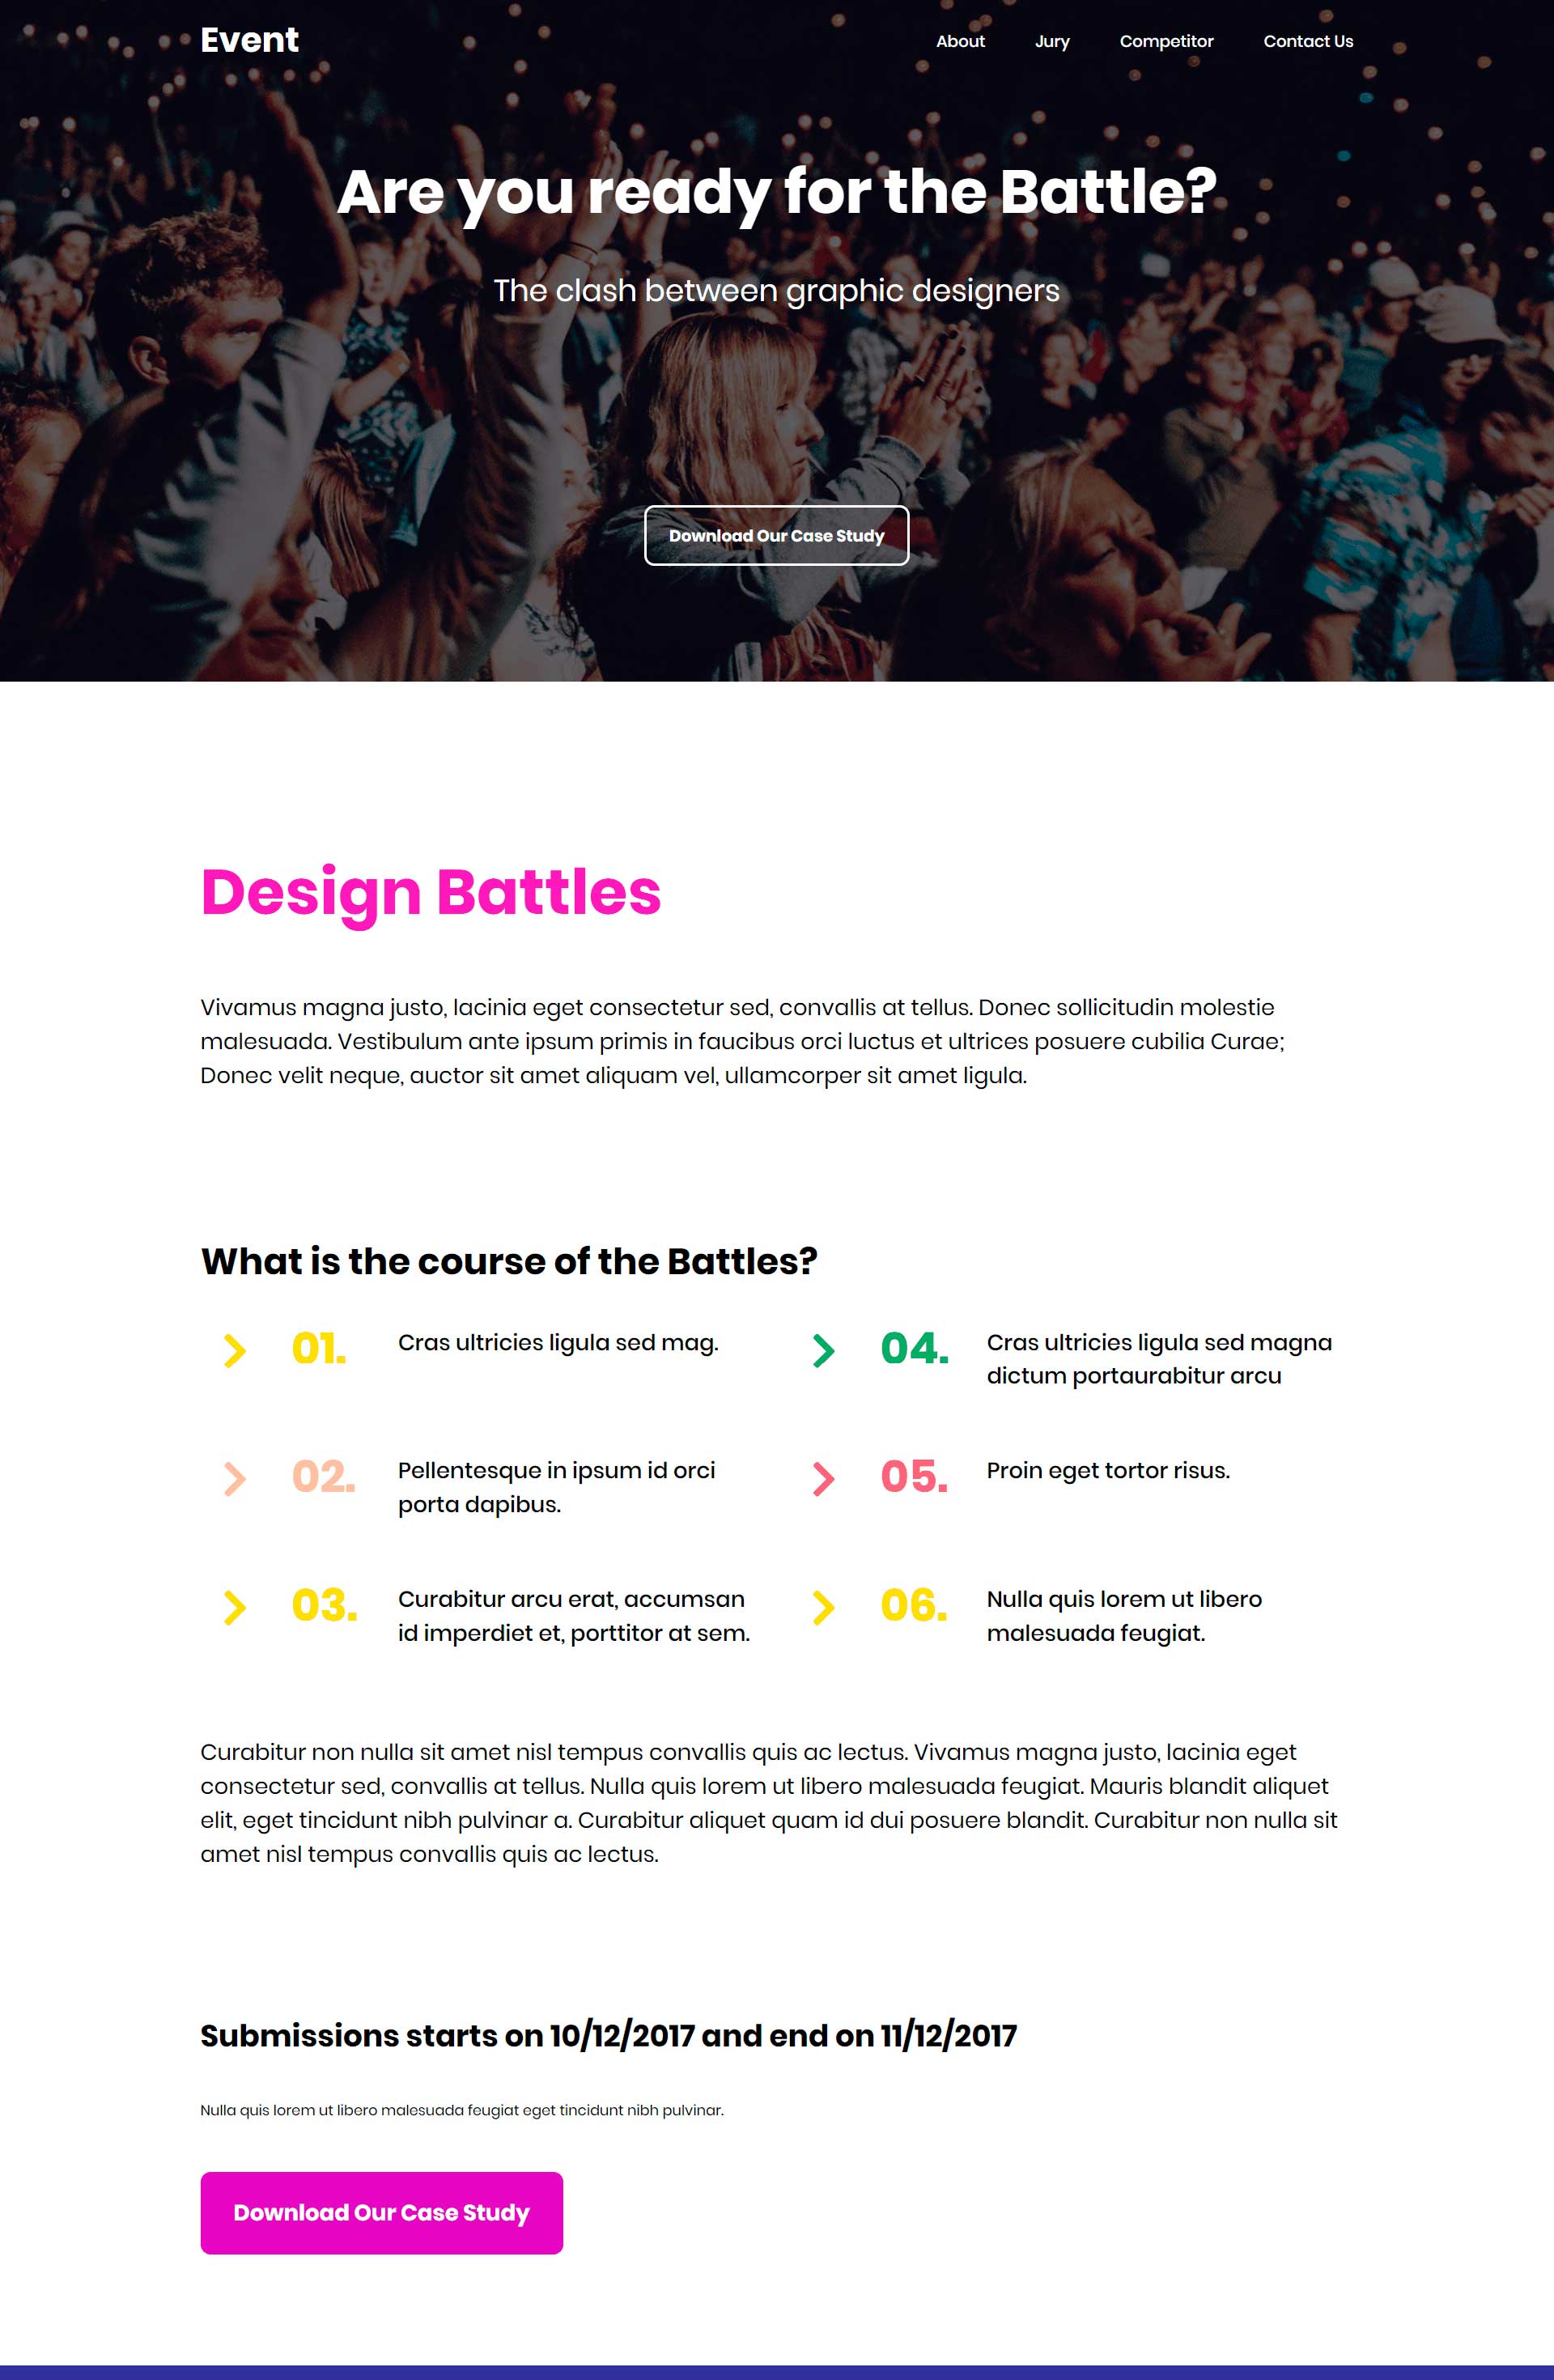 Event
About Jury Competitor Contact Us
Are you ready for the Battle?
The clash between graphic designers
Download Our Case Study
Design Battles
Vivamus magna justo, lacinia eget consectetur sed, convallis at tellus. Donec sollicitudin molestie
malesuada. Vestibulum ante ipsum primis in faucibus orci luctus et ultrices posuere cubilia Curae;
Donec velit neque, auctor sit amet aliquam vel, ullamcorper sit amet ligula.
What is the course of the Battles?
01. Cras ultricies ligula sed mag.
02. Pellentesque in ipsum id orci
porta dapibus.
03. Curabitur arcu erat, accumsan
id imperdiet et, porttitor at sem.
04. Cras ultricies ligula sed magna
dictum portaurabitur arcu
05. Proin eget tortor risus.
06. Nulla quis lorem ut libero
malesuada feugiat.
Curabitur non nulla sit amet nisl tempus convallis quis ac lectus. Vivamus magna justo, lacinia eget
consectetur sed, convallis at tellus. Nulla quis lorem ut libero malesuada feugiat. Mauris blandit aliquet
elit, eget tincidunt nibh pulvinar a. Curabitur aliquet quam id dui posuere blandit. Curabitur non nulla sit
amet nisl tempus convallis quis ac lectus.
Submissions starts on 10/12/2017 and end on 11/12/2017
Nulla quis lorem ut libero malesuada feugiat eget tincidunt nibh pulvinar.
Download Our Case Study